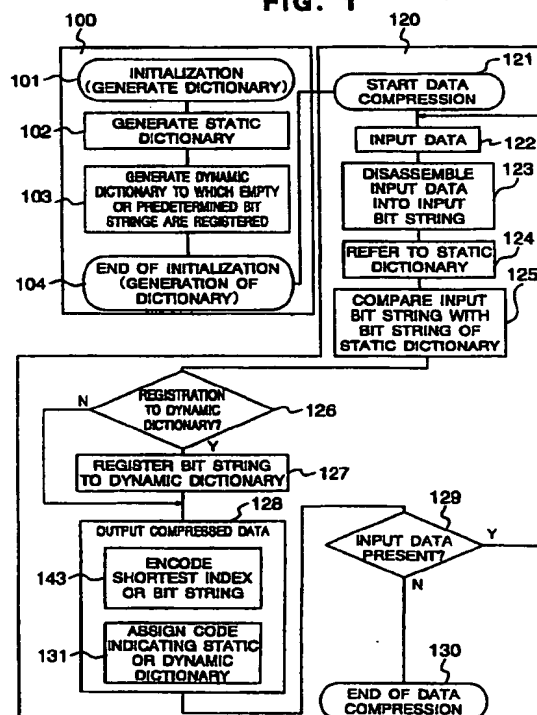 FIG. 1
100
101
INITIALIZATION
(GENERATE DICTIONARY)
102
GENERATE STATIC
DICTIONARY
103
GENERATE DYNAMIC
DICTIONARY TO WHICH EMPTY
OR PREDETERMINED BIT
STRINGE ARE REGISTERED
104
END OF INITIALIZATION
(GENERATION OF
DICTIONARY)
120
121
START DATA
COMPRESSION
INPUT DATA
122
123
DISASSEMBLE
INPUT DATA
INTO INPUT
BIT STRING
124
REFER TO STATIC
DICTIONARY
125
COMPARE INPUT
BIT STRING WITH
BIT STRING OF
STATIC DICTIONARY
N
REGISTRATION
TO DYNAMIC
DICTIONARY?
126
Y
REGISTER BIT STRING
TO DYNAMIC DICTIONARY
127
128
OUTPUT COMPRESSED DATA
143
ENCODE
SHORTEST INDEX
OR BIT STRING
131
ASSIGN CODE
INDICATING STATIC
OR DYNAMIC
DICTIONARY
129
INPUT DATA
PRESENT?
Y
N
130
END OF DATA
COMPRESSION